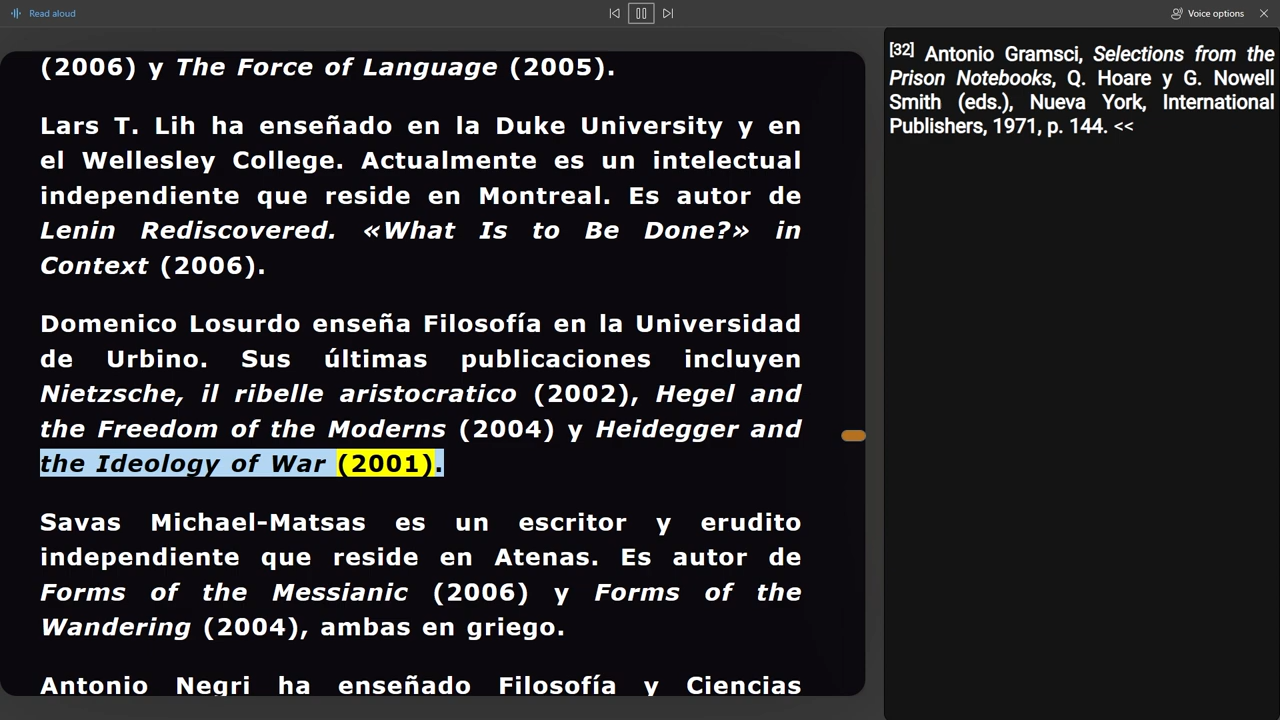 Read aloud
Voice options
(2006) y The Force of Language (2005).
Lars T. Lih ha enseñado en la Duke University y en
el Wellesley College. Actualmente es un intelectual
independiente que reside en Montreal. Es autor de
Lenin Rediscovered. «What Is to Be Done?» in
Context (2006).
Domenico Losurdo enseña Filosofía en la Universidad
de Urbino. Sus últimas publicaciones incluyen
Nietzsche, il ribelle aristocratico (2002), Hegel and
the Freedom of the Moderns (2004) y Heidegger and
the Ideology of War (2001).
Savas Michael-Matsas es un escritor y erudito
independiente que reside en Atenas. Es autor de
Forms of the Messianic (2006) y Forms of the
Wandering (2004), ambas en griego.
Antonio Negri ha enseñado Filosofía y Ciencias
[32] Antonio Gramsci, Selections from the
Prison Notebooks, Q. Hoare y G. Nowell
Smith (eds.), Nueva York, International
Publishers, 1971, p. 144. <<